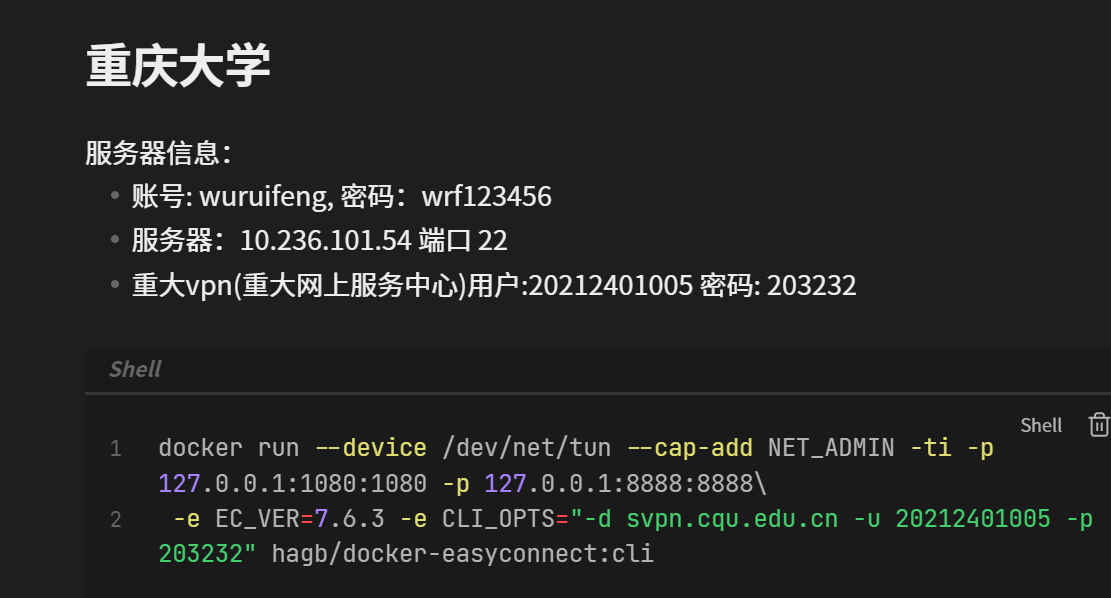 重庆大学
服务器信息：
账号: wuruifeng, 密码：wrf123456
服务器：10.236.101.54 端口 22
重大vpn(重大网上服务中心)用户:20212401005 密码: 203232
Shell
Shell
1 docker run --device /dev/net/tun --cap-add NET_ADMIN -ti -p
127.0.0.1:1080:1080 -p 127.0.0.1:8888:8888\
2 -e EC_VER=7.6.3 -e CLI_OPTS="-d svpn.cqu.edu.cn -u 20212401005 -p
203232" hagb/docker-easyconnect:cli